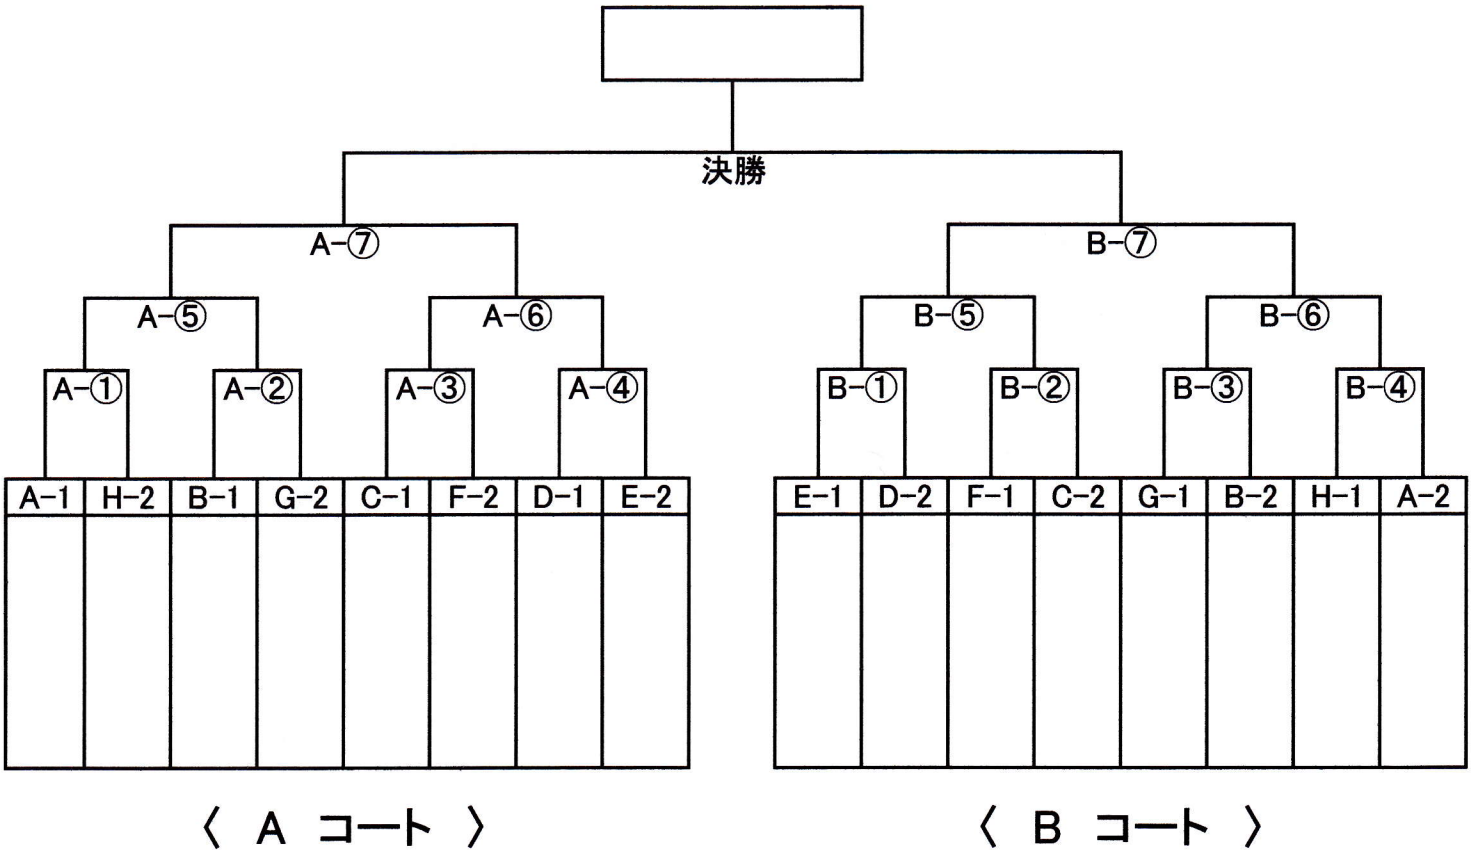 決勝
A-⑦ B-⑦
A-⑤ A-⑥ B-⑤ B-⑥
A-① A-② A-③ A-④ B-① B-② B-③ B-④
A-1 H-2 B-1 G-2 C-1 F-2 D-1 E-2 E-1 D-2 F-1 C-2 G-1 B-2 H-1 A-2
〈 A コート 〉 〈 B コート 〉